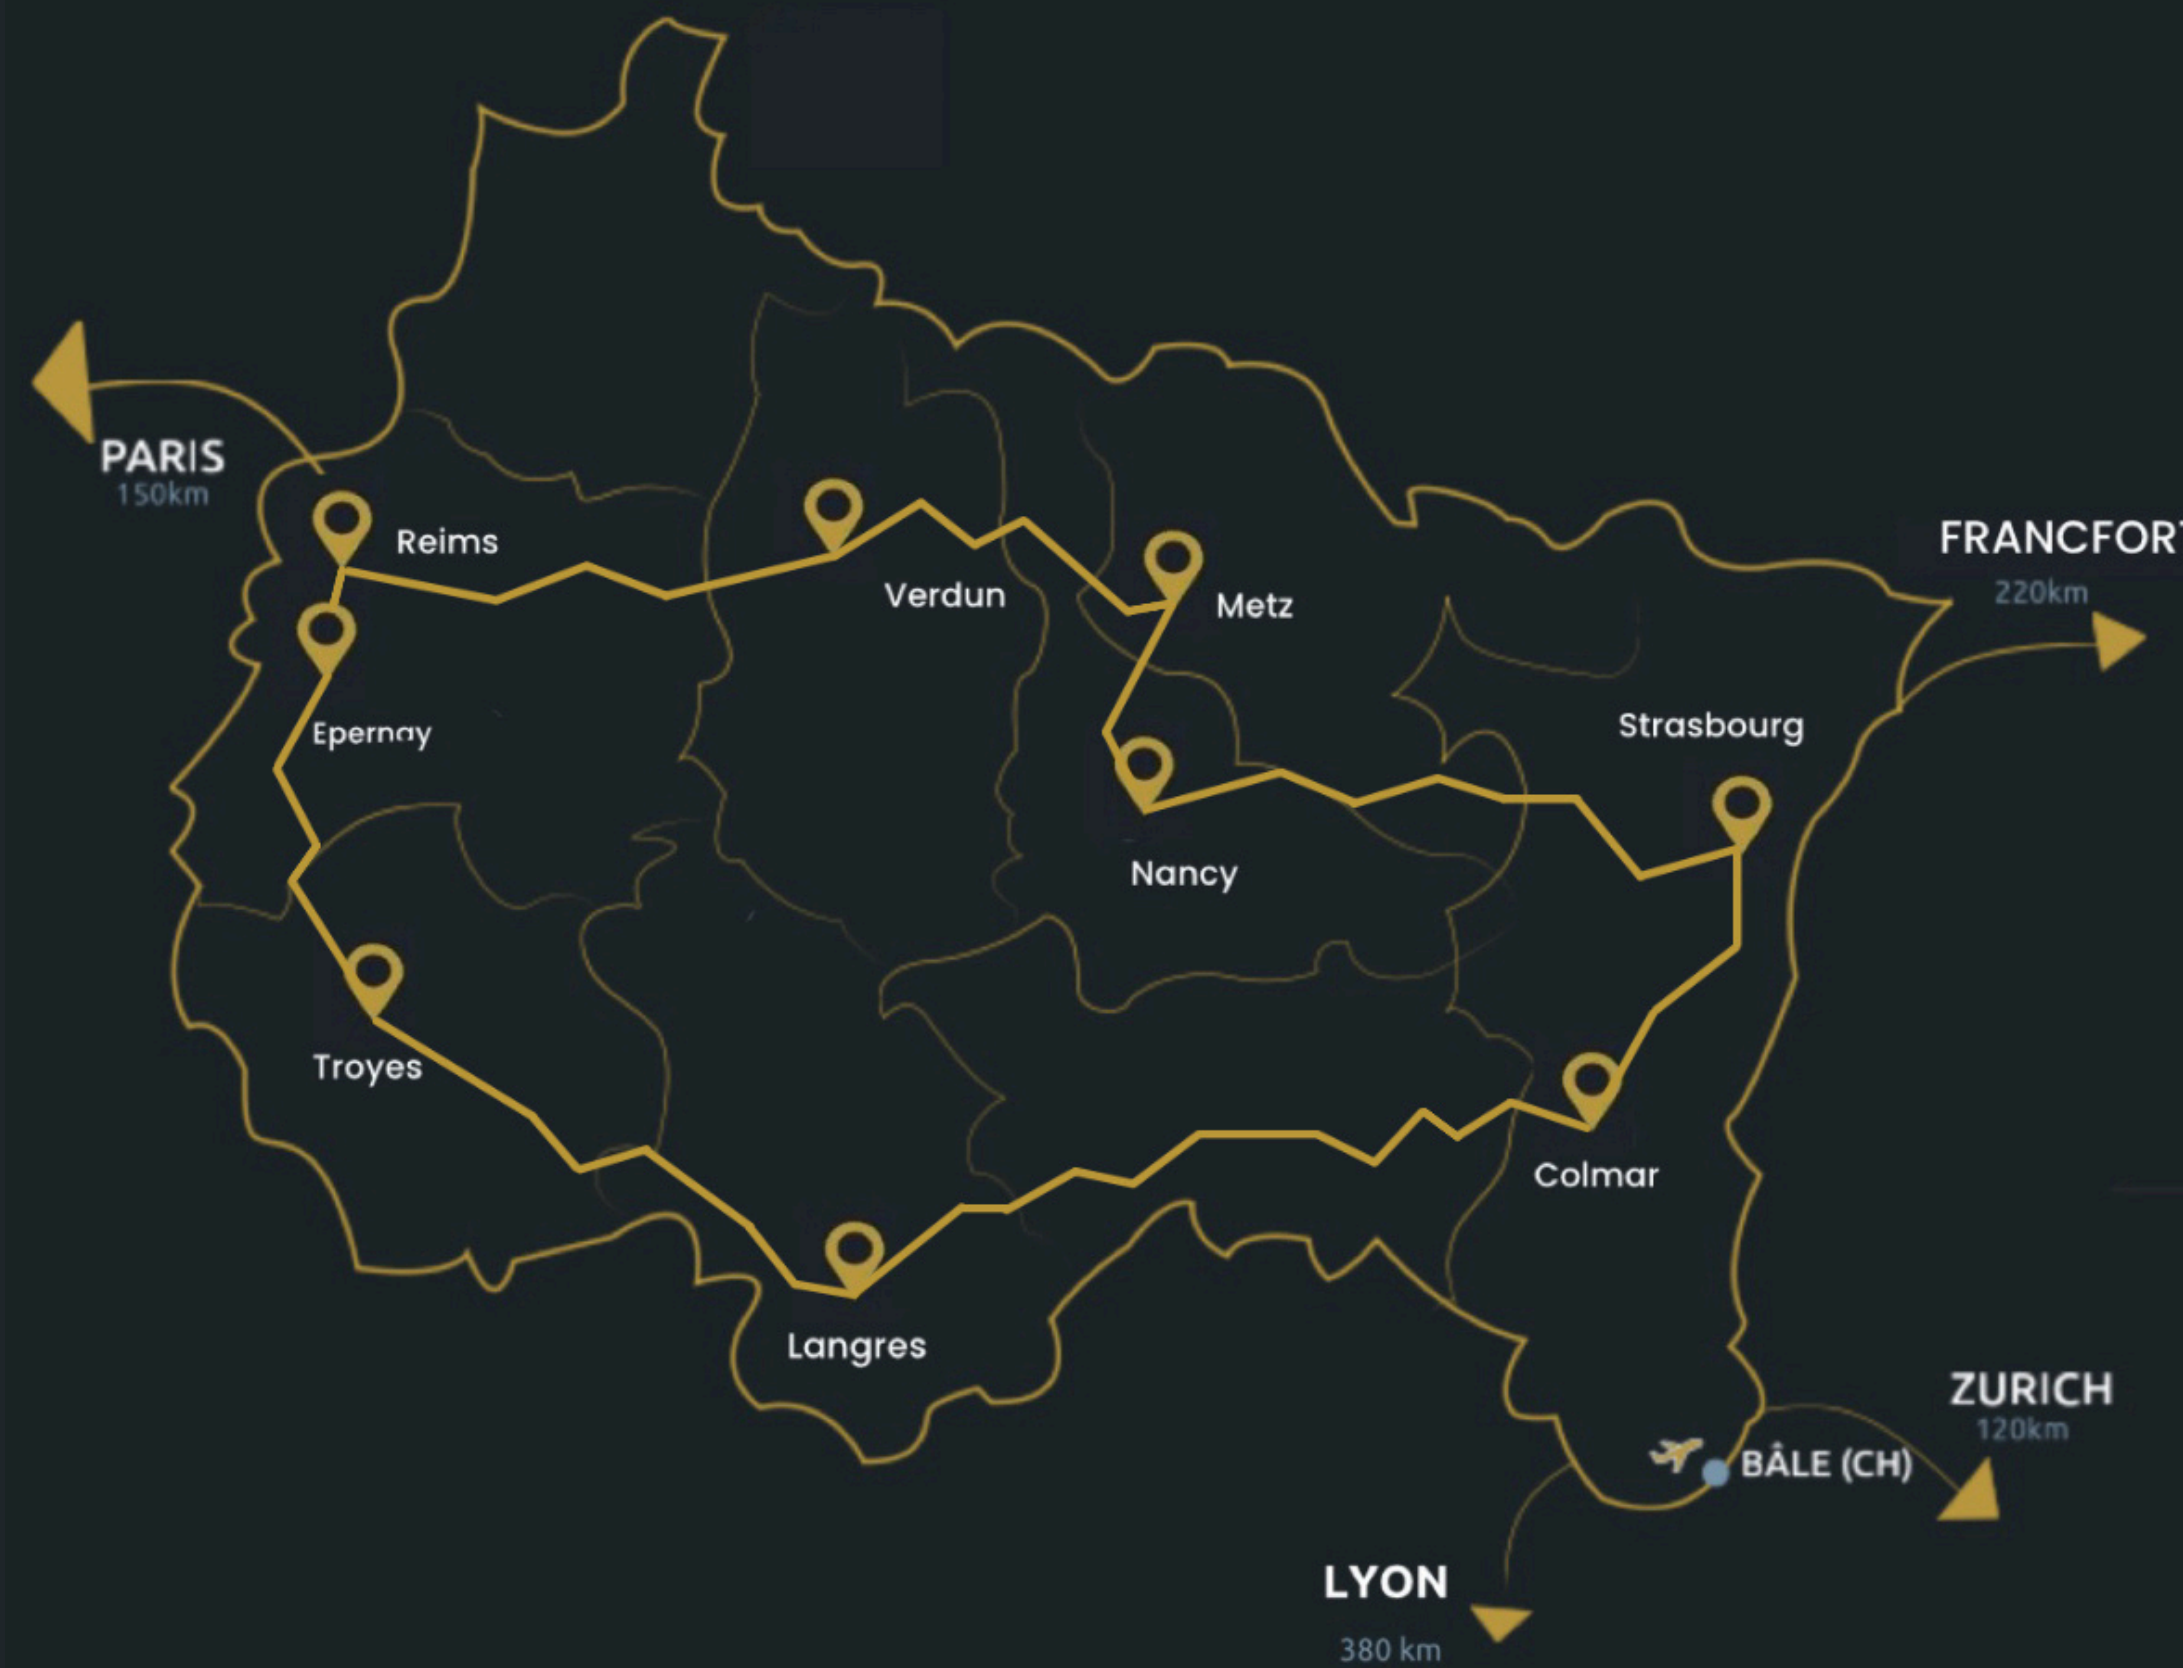 PARIS
150km
Reims
Verdun
Metz
FRANCFOR
220km
Epernay
Strasbourg
Nancy
Troyes
Colmar
Langres
ZURICH
120km
BÂLE (CH)
LYON
380 km